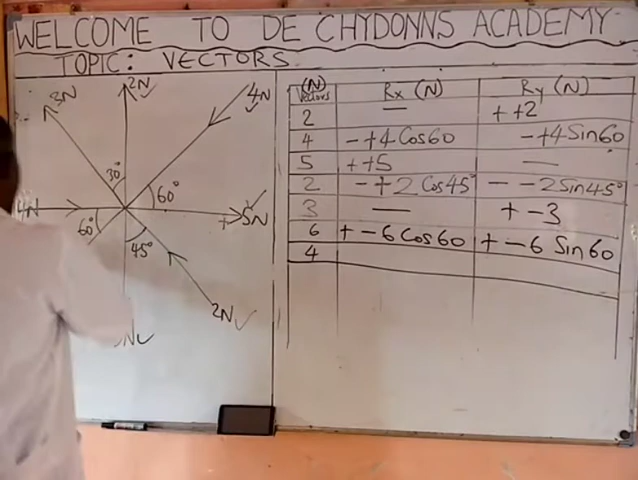 WELCOME TO DE CHYDONNS ACADEMY
TOPIC: VECTORS
3N
2N
4N
30°
60°
4N
5N
60°
45°
2N
(N) Vectors Rx (N) Ry (N)
2 — ++2
4 -+4 Cos60 -+4 Sin60
5 ++5 —
2 -+2 Cos45° --2 Sin45°
3 — +-3
6 +-6 Cos60 +-6 Sin60
4